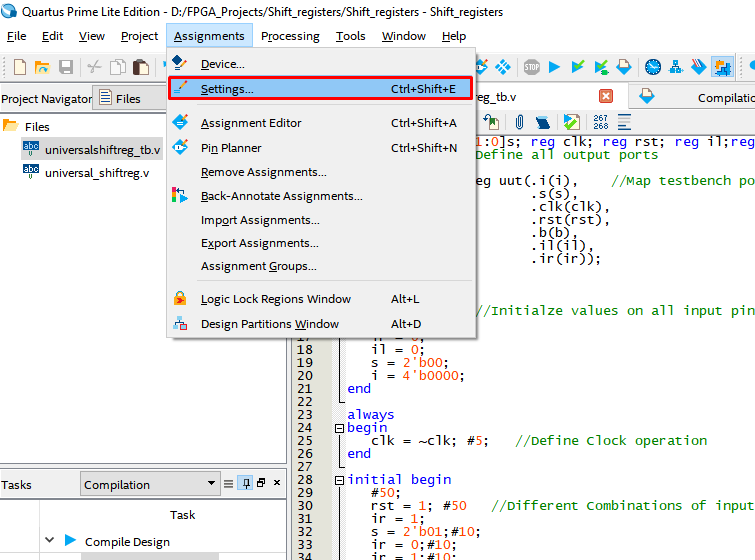 Quartus Prime Lite Edition - D:/FPGA_Projects/Shift_registers/Shift_registers - Shift_registers
File Edit View Project Assignments Processing Tools Window Help
Device...
Settings... Ctrl+Shift+E
Assignment Editor Ctrl+Shift+A
Pin Planner Ctrl+Shift+N
Remove Assignments...
Back-Annotate Assignments...
Import Assignments...
Export Assignments...
Assignment Groups...
Logic Lock Regions Window Alt+L
Design Partitions Window Alt+D
STOP
Project Navigator Files
Files
universalshiftreg_tb.v
universal_shiftreg.v
abc
abc
reg_tb.v
Compilation
267
268
1:0]s; reg clk; reg rst; reg il;reg
Define all output ports
eg uut(.i(i), //Map testbench po
.s(s),
.clk(clk),
.rst(rst),
.b(b),
.il(il),
.ir(ir));
//Initialze values on all input pin
17 ir = 0;
18 il = 0;
19 s = 2'b00;
20 i = 4'b0000;
21 end
22
23 always
24 begin
25 clk = ~clk; #5; //Define Clock operation
26 end
27
28 initial begin
29 #50;
30 rst = 1; #50 //Different Combinations of input
31 ir = 1;
32 s = 2'b01;#10;
33 ir = 0;#10;
34 ir = 1;#10;
Tasks Compilation
Task
Compile Design